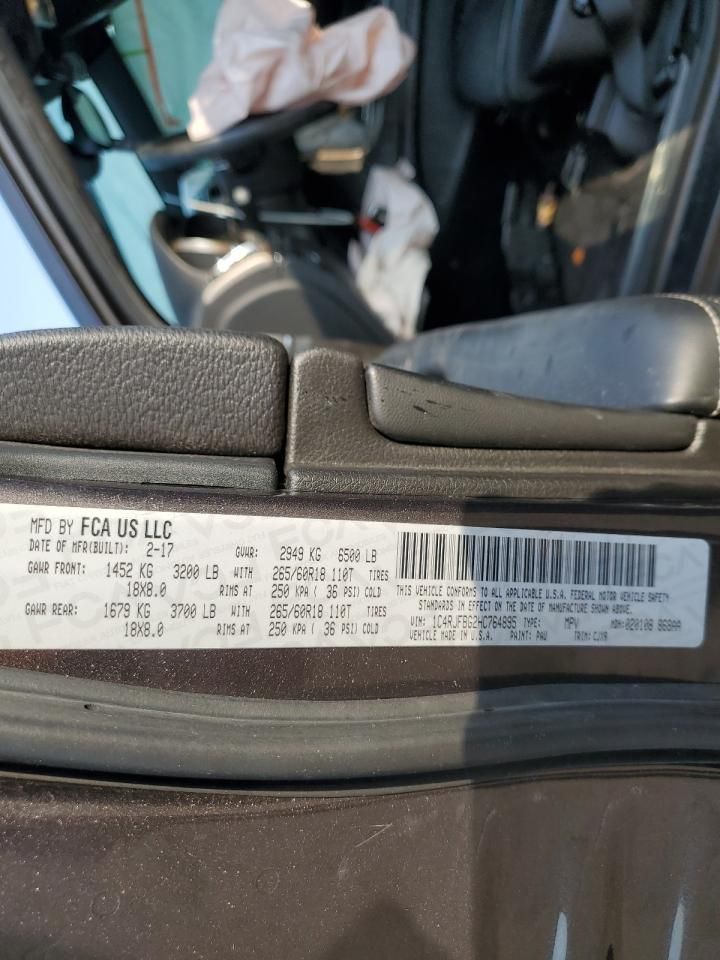 MFD BY FCA US LLC
DATE OF MFR(BUILT): 2-17 GVWR: 2949 KG 6500 LB
GAWR FRONT: 1452 KG 3200 LB WITH 265/60R18 110T TIRES
18X8.0 RIMS AT 250 KPA ( 36 PSI) COLD
GAWR REAR: 1679 KG 3700 LB WITH 265/60R18 110T TIRES
18X8.0 RIMS AT 250 KPA ( 36 PSI) COLD
THIS VEHICLE CONFORMS TO ALL APPLICABLE U.S.A. FEDERAL MOTOR VEHICLE SAFETY
STANDARDS IN EFFECT ON THE DATE OF MANUFACTURE SHOWN ABOVE.
VIN: 1C4RJFBG2HC764895 TYPE: MPV MDH: 020108 868AA
VEHICLE MADE IN U.S.A. PAINT: PAU TRIM: CJX9